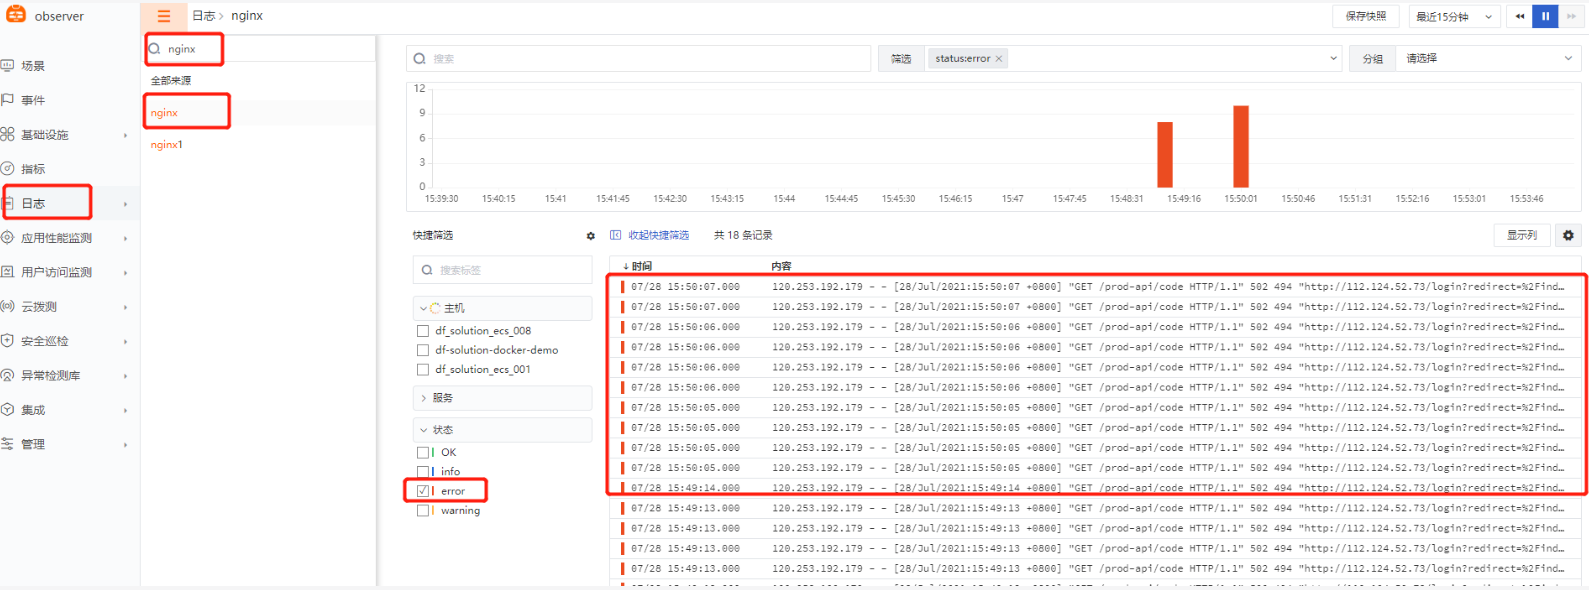 observer
日志 > nginx
保存快照
最近15分钟
nginx
搜索
筛选
status:error ×
分组
请选择
场景
事件
基础设施
指标
日志
应用性能监测
用户访问监测
云拨测
安全巡检
异常检测库
集成
管理
全部来源
nginx
nginx1
12
9
6
3
0
15:39:30 15:40:15 15:41 15:41:45 15:42:30 15:43:15 15:44 15:44:45 15:45:30 15:46:15 15:47 15:47:45 15:48:31 15:49:16 15:50:01 15:50:46 15:51:31 15:52:16 15:53:01 15:53:46
快捷筛选
收起快捷筛选
共 18 条记录
显示列
搜索标签
主机
df_solution_ecs_008
df-solution-docker-demo
df_solution_ecs_001
服务
状态
OK
info
error
warning
↓时间 内容
07/28 15:50:07.000 120.253.192.179 - - [28/Jul/2021:15:50:07 +0800] "GET /prod-api/code HTTP/1.1" 502 494 "http://112.124.52.73/login?redirect=%2Find…
07/28 15:50:07.000 120.253.192.179 - - [28/Jul/2021:15:50:07 +0800] "GET /prod-api/code HTTP/1.1" 502 494 "http://112.124.52.73/login?redirect=%2Find…
07/28 15:50:06.000 120.253.192.179 - - [28/Jul/2021:15:50:06 +0800] "GET /prod-api/code HTTP/1.1" 502 494 "http://112.124.52.73/login?redirect=%2Find…
07/28 15:50:06.000 120.253.192.179 - - [28/Jul/2021:15:50:06 +0800] "GET /prod-api/code HTTP/1.1" 502 494 "http://112.124.52.73/login?redirect=%2Find…
07/28 15:50:06.000 120.253.192.179 - - [28/Jul/2021:15:50:06 +0800] "GET /prod-api/code HTTP/1.1" 502 494 "http://112.124.52.73/login?redirect=%2Find…
07/28 15:50:06.000 120.253.192.179 - - [28/Jul/2021:15:50:06 +0800] "GET /prod-api/code HTTP/1.1" 502 494 "http://112.124.52.73/login?redirect=%2Find…
07/28 15:50:05.000 120.253.192.179 - - [28/Jul/2021:15:50:05 +0800] "GET /prod-api/code HTTP/1.1" 502 494 "http://112.124.52.73/login?redirect=%2Find…
07/28 15:50:05.000 120.253.192.179 - - [28/Jul/2021:15:50:05 +0800] "GET /prod-api/code HTTP/1.1" 502 494 "http://112.124.52.73/login?redirect=%2Find…
07/28 15:50:05.000 120.253.192.179 - - [28/Jul/2021:15:50:05 +0800] "GET /prod-api/code HTTP/1.1" 502 494 "http://112.124.52.73/login?redirect=%2Find…
07/28 15:50:05.000 120.253.192.179 - - [28/Jul/2021:15:50:05 +0800] "GET /prod-api/code HTTP/1.1" 502 494 "http://112.124.52.73/login?redirect=%2Find…
07/28 15:49:14.000 120.253.192.179 - - [28/Jul/2021:15:49:14 +0800] "GET /prod-api/code HTTP/1.1" 502 494 "http://112.124.52.73/login?redirect=%2Find…
07/28 15:49:13.000 120.253.192.179 - - [28/Jul/2021:15:49:13 +0800] "GET /prod-api/code HTTP/1.1" 502 494 "http://112.124.52.73/login?redirect=%2Find…
07/28 15:49:13.000 120.253.192.179 - - [28/Jul/2021:15:49:13 +0800] "GET /prod-api/code HTTP/1.1" 502 494 "http://112.124.52.73/login?redirect=%2Find…
07/28 15:49:13.000 120.253.192.179 - - [28/Jul/2021:15:49:13 +0800] "GET /prod-api/code HTTP/1.1" 502 494 "http://112.124.52.73/login?redirect=%2Find…
07/28 15:49:13.000 120.253.192.179 - - [28/Jul/2021:15:49:13 +0800] "GET /prod-api/code HTTP/1.1" 502 494 "http://112.124.52.73/login?redirect=%2Find…